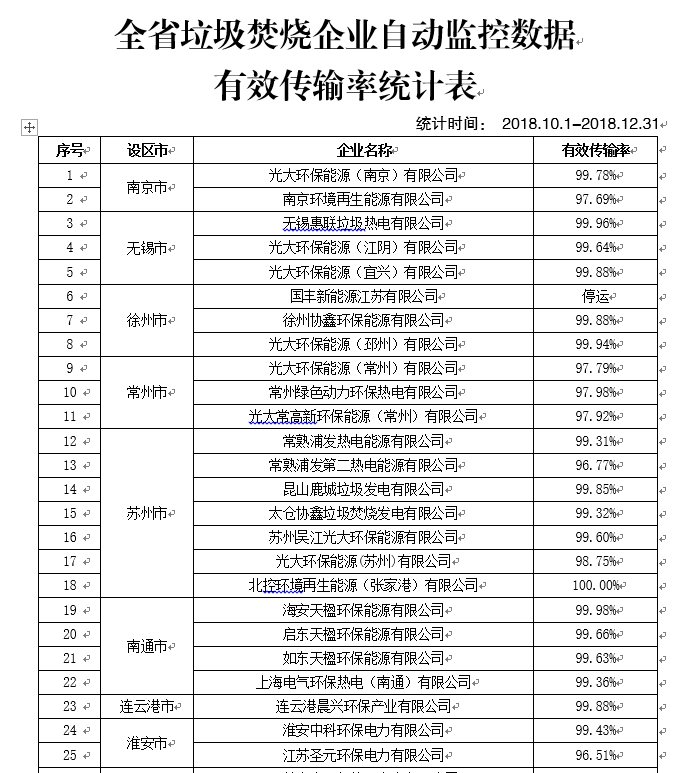 全省垃圾焚烧企业自动监控数据
有效传输率统计表
统计时间： 2018.10.1-2018.12.31
序号 设区市 企业名称 有效传输率
1 南京市 光大环保能源（南京）有限公司 99.78%
2 南京环境再生能源有限公司 97.69%
3 无锡市 无锡惠联垃圾热电有限公司 99.96%
4 光大环保能源（江阴）有限公司 99.64%
5 光大环保能源（宜兴）有限公司 99.88%
6 徐州市 国丰新能源江苏有限公司 停运
7 徐州协鑫环保能源有限公司 99.88%
8 光大环保能源（邳州）有限公司 99.94%
9 常州市 光大环保能源（常州）有限公司 97.79%
10 常州绿色动力环保热电有限公司 97.98%
11 光大常高新环保能源（常州）有限公司 97.92%
12 苏州市 常熟浦发热电能源有限公司 99.31%
13 常熟浦发第二热电能源有限公司 96.77%
14 昆山鹿城垃圾发电有限公司 99.85%
15 太仓协鑫垃圾焚烧发电有限公司 99.32%
16 苏州吴江光大环保能源有限公司 99.60%
17 光大环保能源(苏州)有限公司 98.75%
18 北控环境再生能源（张家港）有限公司 100.00%
19 南通市 海安天楹环保能源有限公司 99.98%
20 启东天楹环保能源有限公司 99.66%
21 如东天楹环保能源有限公司 99.63%
22 上海电气环保热电（南通）有限公司 99.36%
23 连云港市 连云港晨兴环保产业有限公司 99.88%
24 淮安市 淮安中科环保电力有限公司 99.43%
25 江苏圣元环保电力有限公司 96.51%